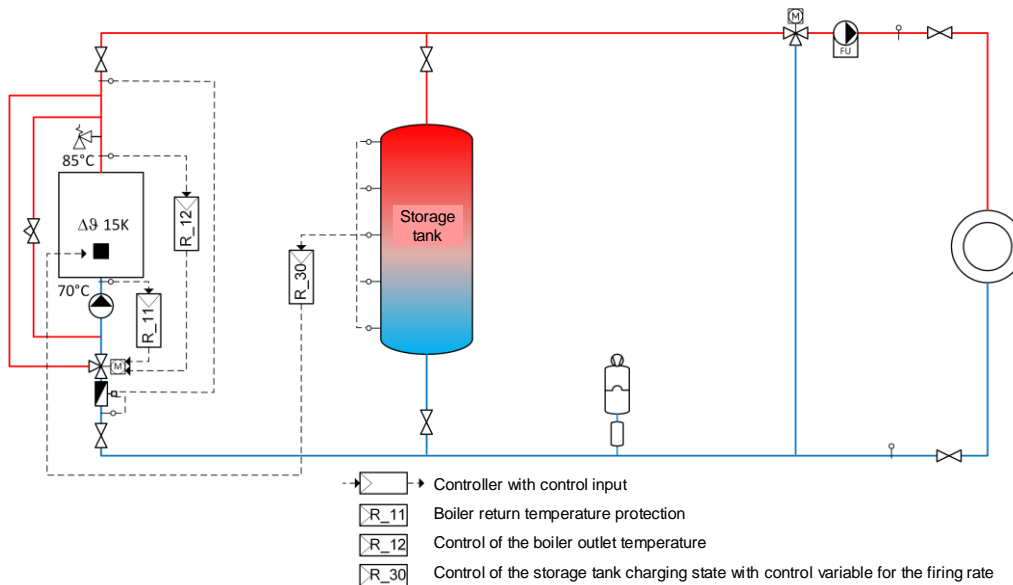 M
FU
85°C
Δϑ 15K
R_12
Storage
tank
R_30
70°C
R_11
M
Controller with control input
R_11 Boiler return temperature protection
R_12 Control of the boiler outlet temperature
R_30 Control of the storage tank charging state with control variable for the firing rate